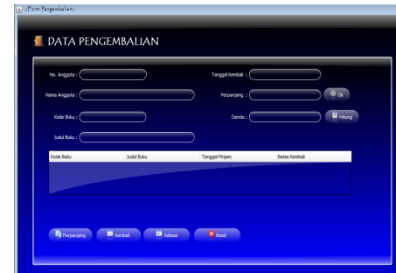 Form Pengembalian
DATA PENGEMBALIAN
No. Anggota : Tanggal Kembali :
Nama Anggota : Perpanjang : Ok
Kode Buku : Denda : Hitung
Judul Buku :
Kode Buku Judul Buku Tanggal Pinjam Batas Kembali
Perpanjang Kembali Selesai Batal